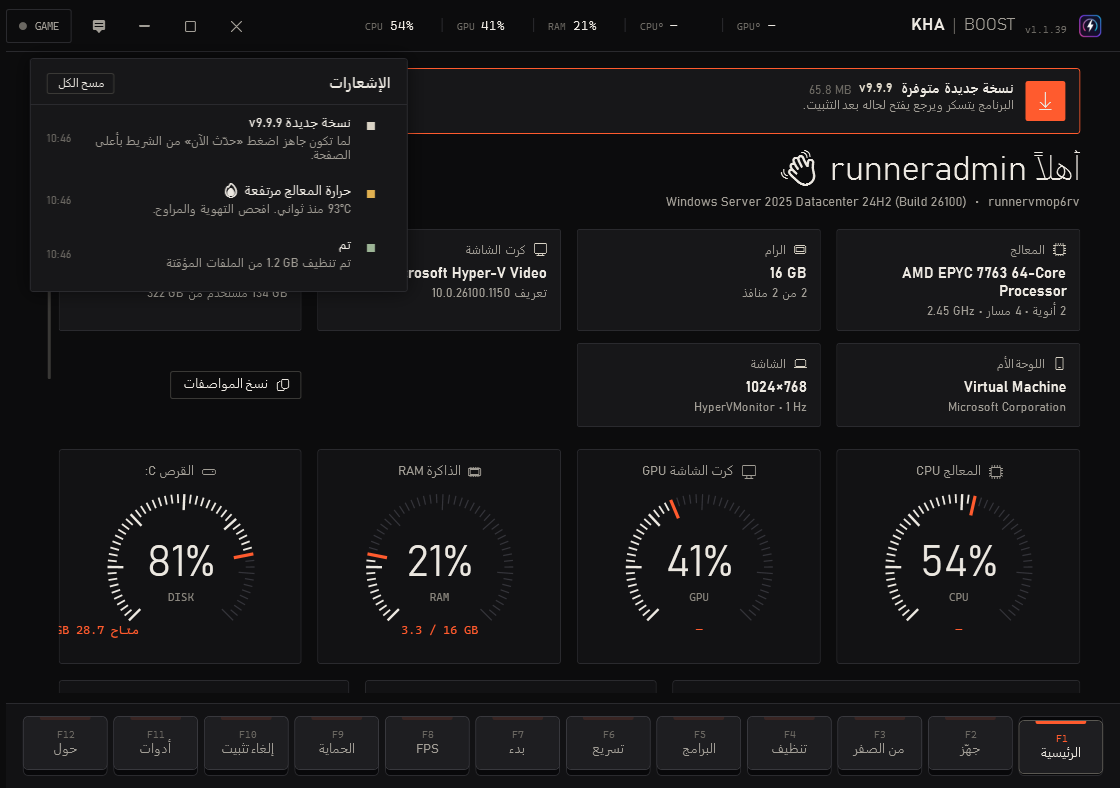 KHA | BOOST v1.1.39
CPU 54% GPU 41% RAM 21% CPU° — GPU° —
GAME
الإشعارات
مسح الكل
نسخة جديدة v9.9.9
10:46
لما تكون جاهز اضغط «حدّث الآن» من الشريط بأعلى
الصفحة.
حرارة المعالج مرتفعة
10:46
93°C منذ ثواني. افحص التهوية والمراوح.
تم
10:46
تم تنظيف 1.2 GB من الملفات المؤقتة
نسخة جديدة متوفرة v9.9.9 65.8 MB
البرنامج يتسكر ويرجع يفتح لحاله بعد التثبيت.
أهلاً runneradmin
Windows Server 2025 Datacenter 24H2 (Build 26100) • runnervmop6rv
المعالج
AMD EPYC 7763 64-Core
Processor
2 أنوية • 4 مسار • 2.45 GHz
الرام
16 GB
2 من 2 منافذ
كرت الشاشة
rosoft Hyper-V Video
تعريف 10.0.26100.1150
134 GB مستخدم من 322 GB
اللوحة الأم
Virtual Machine
Microsoft Corporation
الشاشة
1024×768
HyperVMonitor • 1 Hz
نسخ المواصفات
المعالج CPU
54%
CPU
—
كرت الشاشة GPU
41%
GPU
—
الذاكرة RAM
21%
RAM
3.3 / 16 GB
القرص C:
81%
DISK
متاح 28.7 GB
F1
الرئيسية
F2
جهّز
F3
من الصفر
F4
تنظيف
F5
البرامج
F6
تسريع
F7
بدء
F8
FPS
F9
الحماية
F10
إلغاء تثبيت
F11
أدوات
F12
حول